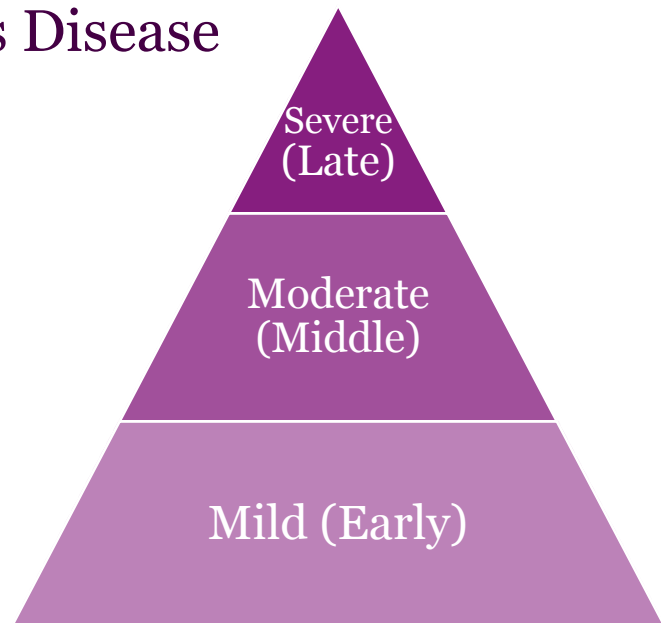 s Disease
Severe
(Late)
Moderate
(Middle)
Mild (Early)